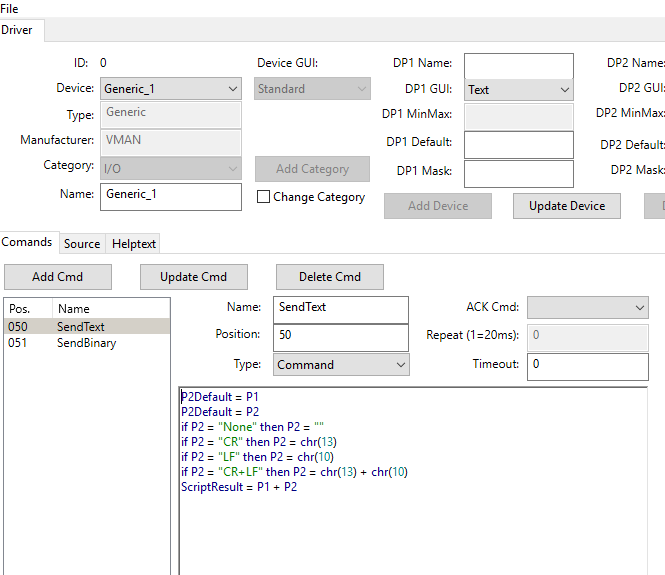 File
Driver
ID: 0 Device GUI: DP1 Name: DP2 Name:
Device: Generic_1 Standard DP1 GUI: Text DP2 GUI:
Type: Generic DP1 MinMax: DP2 MinMax:
Manufacturer: VMAN DP1 Default: DP2 Default:
Category: I/O Add Category DP1 Mask: DP2 Mask:
Name: Generic_1 Change Category Add Device Update Device
Comands Source Helptext
Add Cmd Update Cmd Delete Cmd
Pos. Name Name: SendText ACK Cmd:
050 SendText Position: 50 Repeat (1=20ms): 0
051 SendBinary Type: Command Timeout: 0
P2Default = P1
P2Default = P2
if P2 = "None" then P2 = ""
if P2 = "CR" then P2 = chr(13)
if P2 = "LF" then P2 = chr(10)
if P2 = "CR+LF" then P2 = chr(13) + chr(10)
ScriptResult = P1 + P2